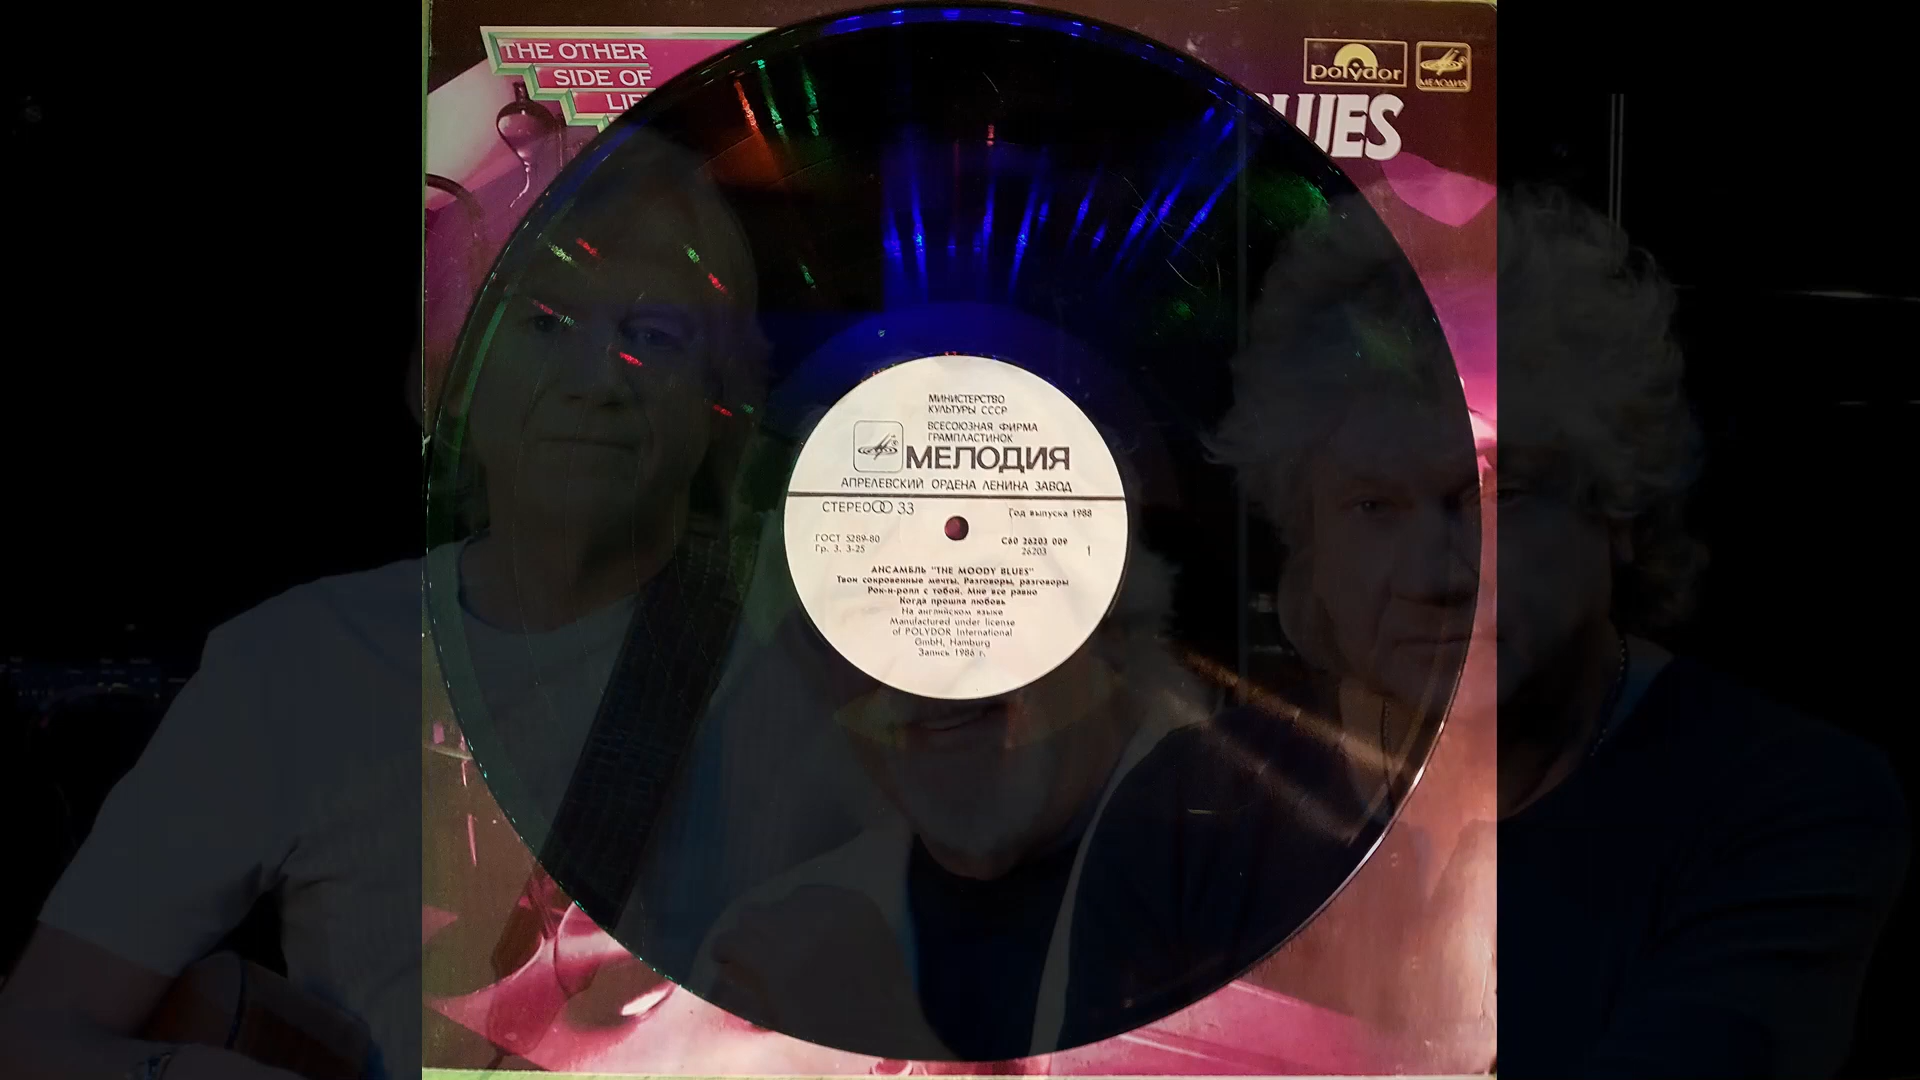 THE OTHER
SIDE OF
LIFE
polydor
МЕЛОДИЯ
BLUES
МИНИСТЕРСТВО
КУЛЬТУРЫ СССР
ВСЕСОЮЗНАЯ ФИРМА
ГРАМПЛАСТИНОК
МЕЛОДИЯ
АПРЕЛЕВСКИЙ ОРДЕНА ЛЕНИНА ЗАВОД
СТЕРЕО 33
Год выпуска 1988
ГОСТ 5289-80
Гр. 3. 3-25
С60 26203 009
26203 1
АНСАМБЛЬ "THE MOODY BLUES"
Твои сокровенные мечты. Разговоры, разговоры
Рок-н-ролл с тобой. Мне все равно
Когда прошла любовь
На английском языке
Manufactured under license
of POLYDOR International
GmbH, Hamburg
Запись 1986 г.